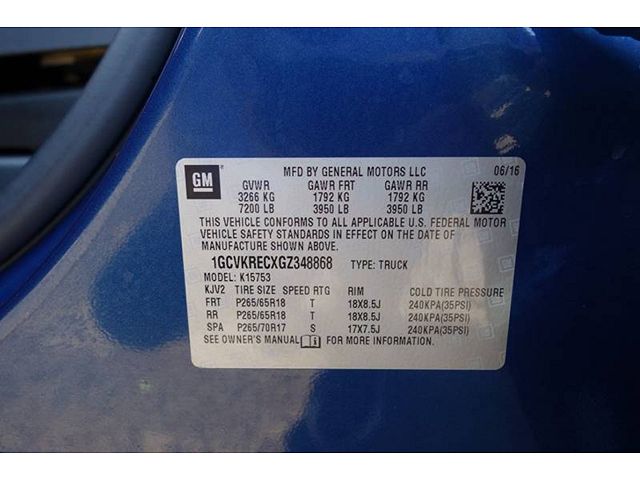 GM
MFD BY GENERAL MOTORS LLC 06/16
GVWR GAWR FRT GAWR RR
3266 KG 1792 KG 1792 KG
7200 LB 3950 LB 3950 LB
THIS VEHICLE CONFORMS TO ALL APPLICABLE U.S. FEDERAL MOTOR
VEHICLE SAFETY STANDARDS IN EFFECT ON THE DATE OF
MANUFACTURE SHOWN ABOVE.
1GCVKRECXGZ348868 TYPE: TRUCK
MODEL: K15753
KJV2 TIRE SIZE SPEED RTG RIM COLD TIRE PRESSURE
FRT P265/65R18 T 18X8.5J 240KPA(35PSI)
RR P265/65R18 T 18X8.5J 240KPA(35PSI)
SPA P265/70R17 S 17X7.5J 240KPA(35PSI)
SEE OWNER'S MANUAL FOR MORE INFORMATION.